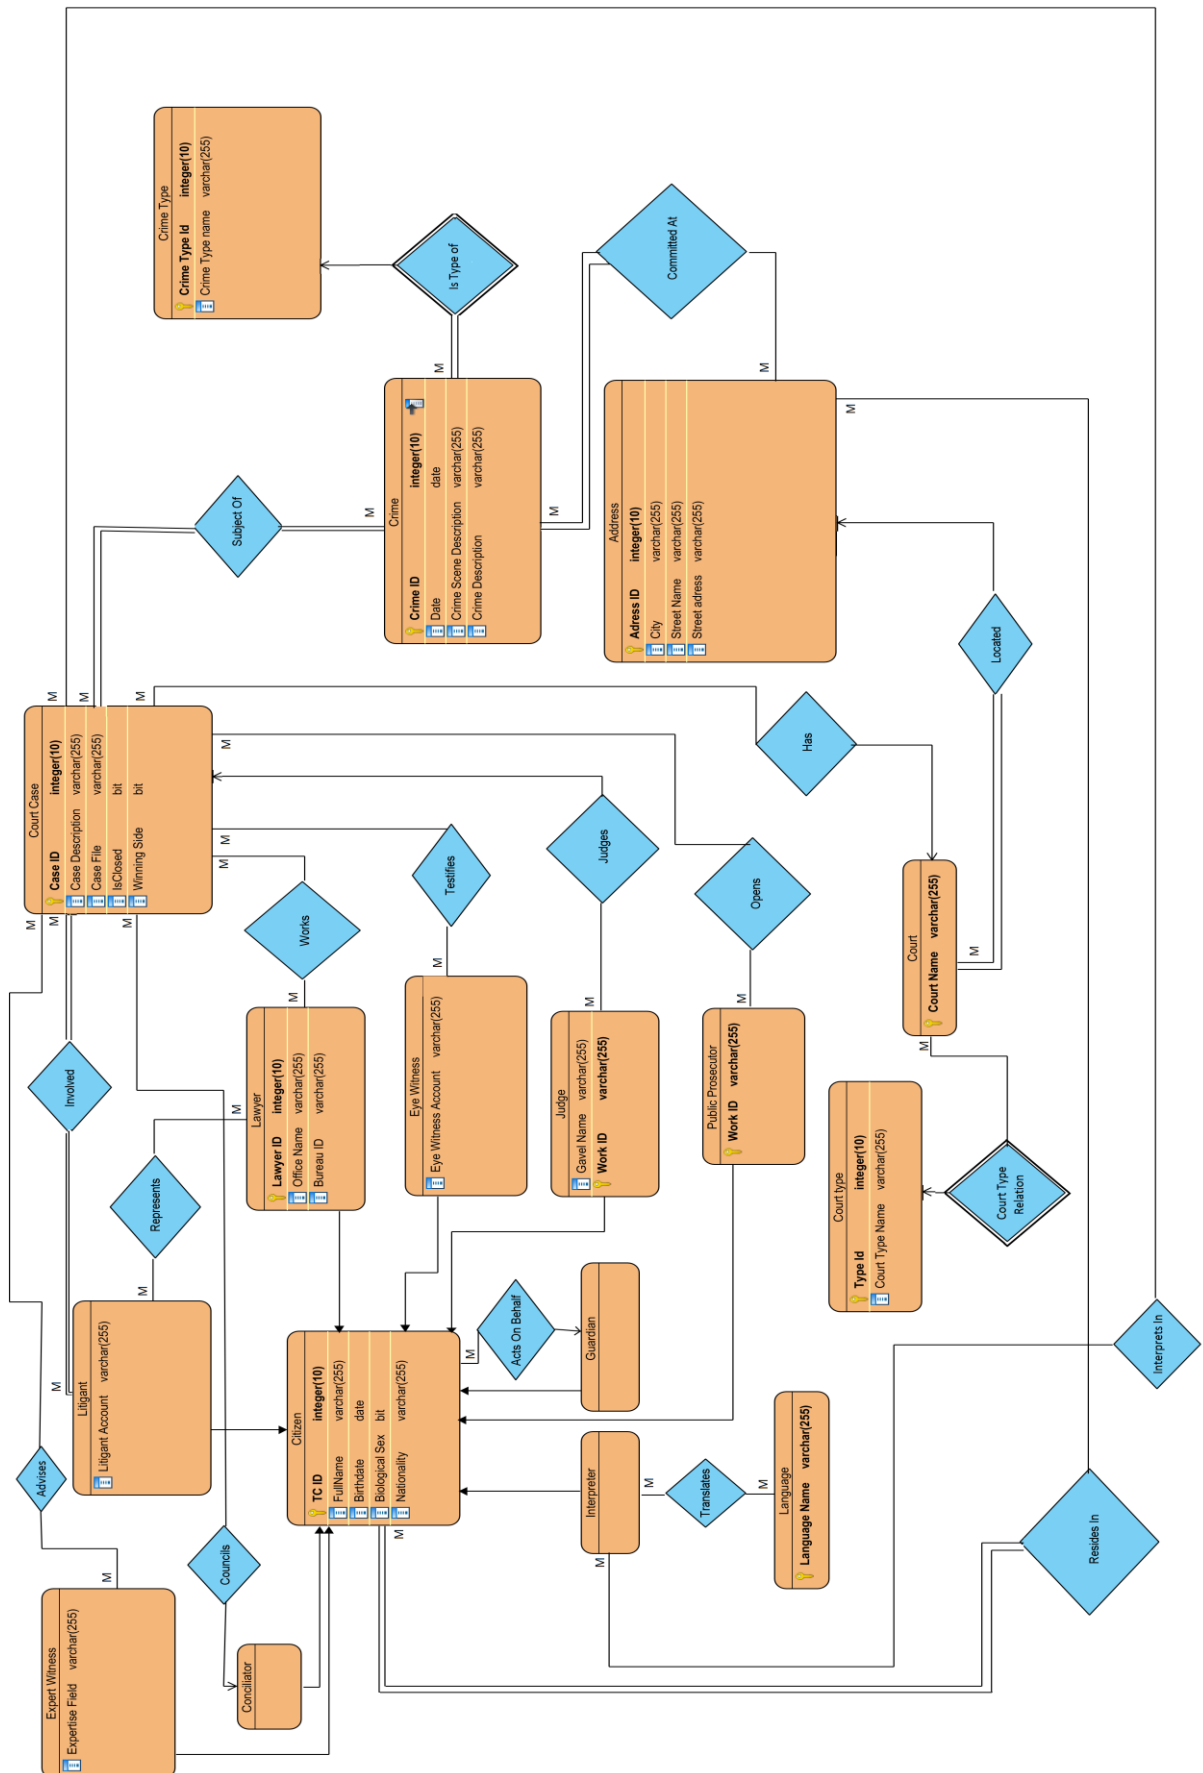 Expert Witness
Expertise Field varchar(255)
M
Advises
M
Conciliator
Councils
M
Litigant
Litigant Account varchar(255)
M
M
Involved
M
Represents
M
Court Case
Case ID integer(10)
Case Description varchar(255)
Case File varchar(255)
IsClosed bit
Winning Side bit
M
M
M
M
M
M
Citizen
TC ID integer(10)
FullName varchar(255)
Birthdate date
Biological Sex bit
Nationality varchar(255)
M
M
Lawyer
Lawyer ID integer(10)
Office Name varchar(255)
Bureau ID varchar(255)
M
Works
Eye Witness
Eye Witness Account varchar(255)
M
Testifies
Judge
Gavel Name varchar(255)
Work ID varchar(255)
M
Judges
Acts On Behalf
Guardian
Public Prosecutor
Work ID varchar(255)
M
Opens
Interpreter
M
M
Translates
M
Language
Language Name varchar(255)
Court type
Type Id integer(10)
Court Type Name varchar(255)
Court Type
Relation
Court
Court Name varchar(255)
M
M
Has
Located
Subject Of
M
Crime
Crime ID integer(10)
Date date
Crime Scene Description varchar(255)
Crime Description varchar(255)
M
M
Is Type of
Crime Type
Crime Type Id integer(10)
Crime Type name varchar(255)
Committed At
Address
Adress ID integer(10)
City varchar(255)
Street Name varchar(255)
Street adress varchar(255)
M
M
Resides In
Interprets In